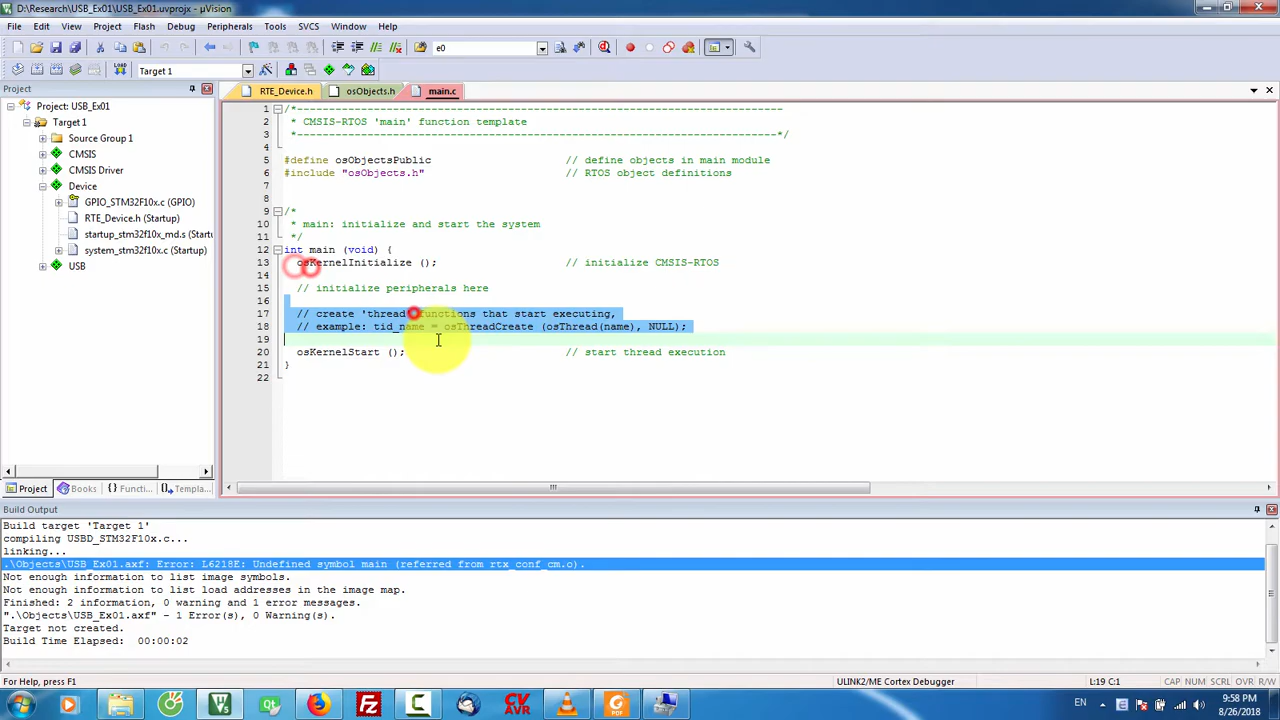 D:\Research\USB_Ex01\USB_Ex01.uvprojx - µVision
File Edit View Project Flash Debug Peripherals Tools SVCS Window Help
e0
LOAD Target 1
Project
RTE_Device.h osObjects.h main.c
Project: USB_Ex01
Target 1
Source Group 1
CMSIS
CMSIS Driver
Device
GPIO_STM32F10x.c (GPIO)
RTE_Device.h (Startup)
startup_stm32f10x_md.s (Startu
system_stm32f10x.c (Startup)
USB
1 /*----------------------------------------------------------------------------
2 * CMSIS-RTOS 'main' function template
3 *---------------------------------------------------------------------------*/
4
5 #define osObjectsPublic // define objects in main module
6 #include "osObjects.h" // RTOS object definitions
7
8
9 /*
10 * main: initialize and start the system
11 */
12 int main (void) {
13 osKernelInitialize (); // initialize CMSIS-RTOS
14
15 // initialize peripherals here
16
17 // create 'thread' functions that start executing,
18 // example: tid_name = osThreadCreate (osThread(name), NULL);
19
20 osKernelStart (); // start thread execution
21 }
22
Project Books {} Functi... Templa...
Build Output
Build target 'Target 1'
compiling USBD_STM32F10x.c...
linking...
.\Objects\USB_Ex01.axf: Error: L6218E: Undefined symbol main (referred from rtx_conf_cm.o).
Not enough information to list image symbols.
Not enough information to list load addresses in the image map.
Finished: 2 information, 0 warning and 1 error messages.
".\Objects\USB_Ex01.axf" - 1 Error(s), 0 Warning(s).
Target not created.
Build Time Elapsed: 00:00:02
For Help, press F1
ULINK2/ME Cortex Debugger
L:19 C:1
CAP NUM SCRL OVR R/W
CV AVR
EN
9:58 PM
8/26/2018